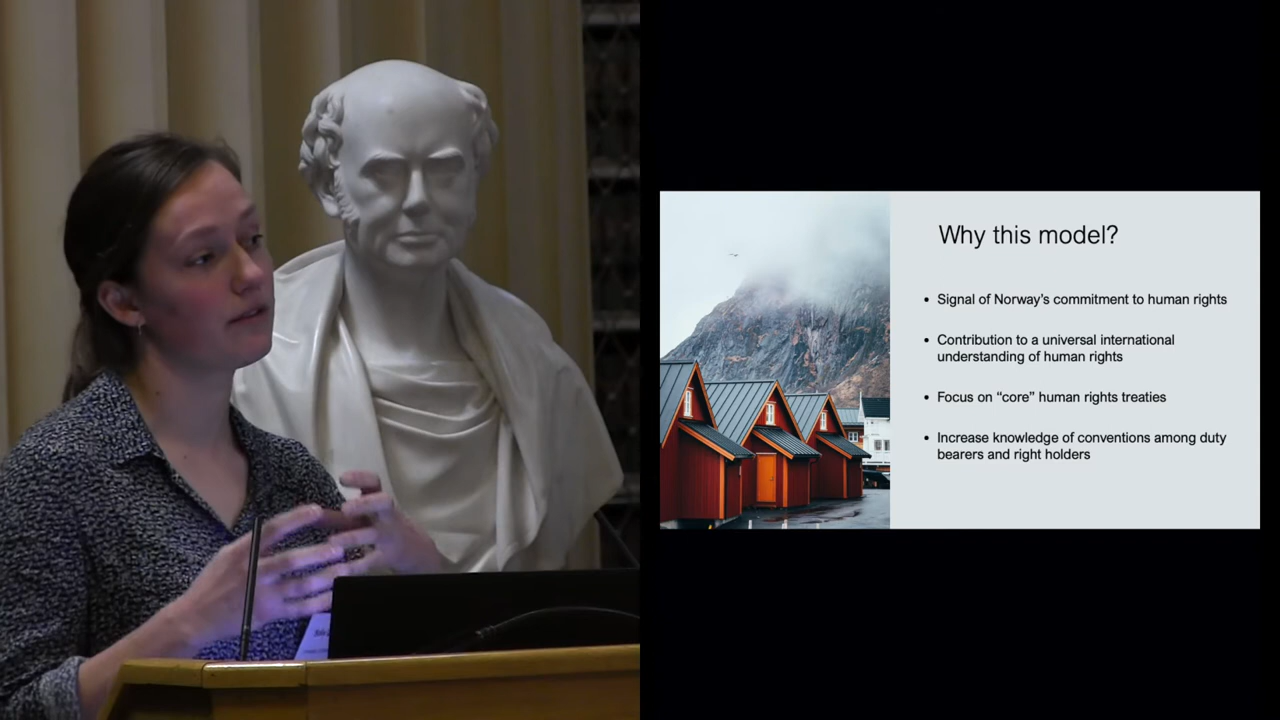 Why this model?
• Signal of Norway's commitment to human rights
• Contribution to a universal international
understanding of human rights
• Focus on “core” human rights treaties
• Increase knowledge of conventions among duty
bearers and right holders